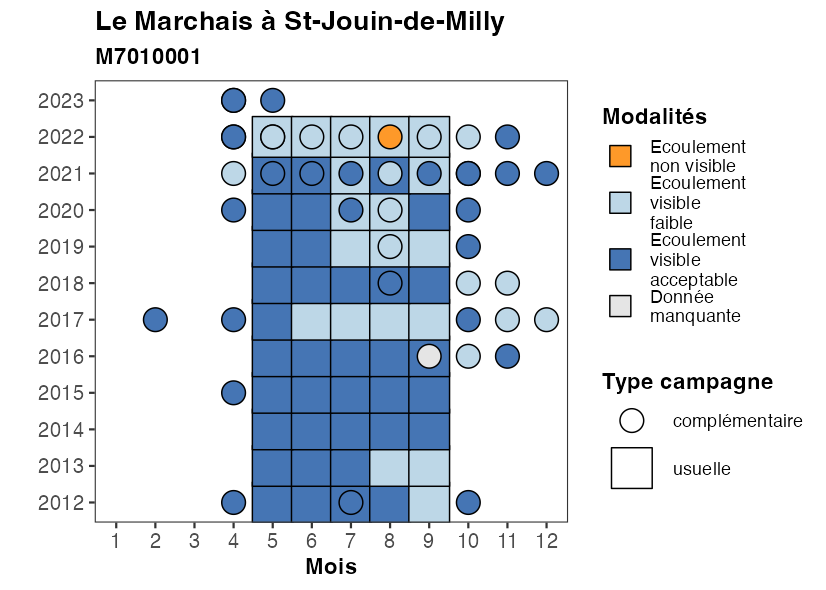 Le Marchais à St-Jouin-de-Milly
M7010001
2023
2022
2021
2020
2019
2018
2017
2016
2015
2014
2013
2012
1 2 3 4 5 6 7 8 9 10 11 12
Mois
Modalités
Ecoulement
non visible
Ecoulement
visible
faible
Ecoulement
visible
acceptable
Donnée
manquante
Type campagne
complémentaire
usuelle